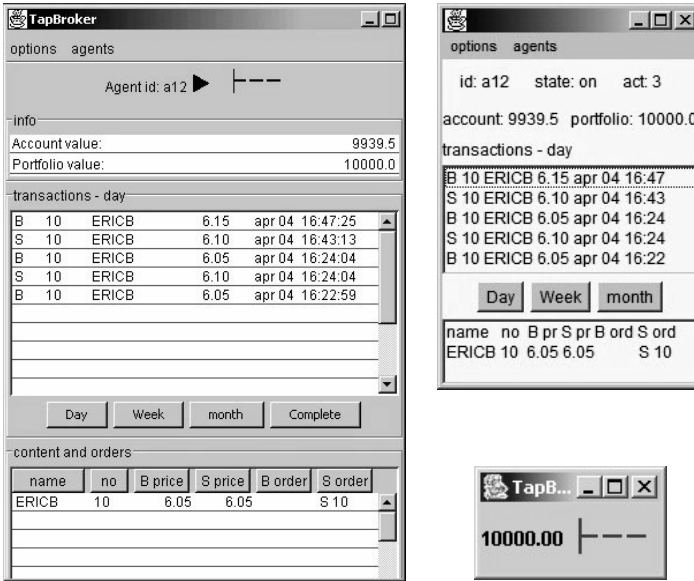 TapBroker
options agents
Agent id: a12
info
Account value: 9939.5
Portfolio value: 10000.0
transactions - day
B 10 ERICB 6.15 apr 04 16:47:25
S 10 ERICB 6.10 apr 04 16:43:13
B 10 ERICB 6.05 apr 04 16:24:04
S 10 ERICB 6.10 apr 04 16:24:04
B 10 ERICB 6.05 apr 04 16:22:59
Day Week month Complete
content and orders
name no B price S price B order S order
ERICB 10 6.05 6.05 S 10
options agents
id: a12 state: on act: 3
account: 9939.5 portfolio: 10000.0
transactions - day
B 10 ERICB 6.15 apr 04 16:47
S 10 ERICB 6.10 apr 04 16:43
B 10 ERICB 6.05 apr 04 16:24
S 10 ERICB 6.10 apr 04 16:24
B 10 ERICB 6.05 apr 04 16:22
Day Week month
name no B pr S pr B ord S ord
ERICB 10 6.05 6.05 S 10
TapB...
10000.00